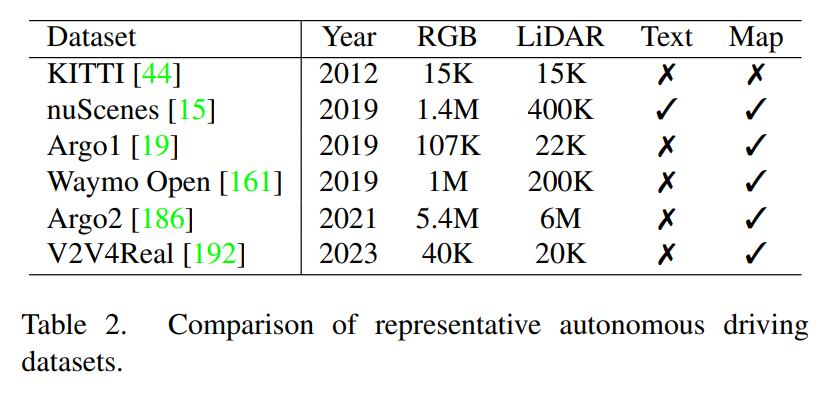 Dataset Year RGB LiDAR Text Map
KITTI [44] 2012 15K 15K ✗ ✗
nuScenes [15] 2019 1.4M 400K ✓ ✓
Argo1 [19] 2019 107K 22K ✗ ✓
Waymo Open [161] 2019 1M 200K ✗ ✓
Argo2 [186] 2021 5.4M 6M ✗ ✓
V2V4Real [192] 2023 40K 20K ✗ ✓
Table 2. Comparison of representative autonomous driving
datasets.